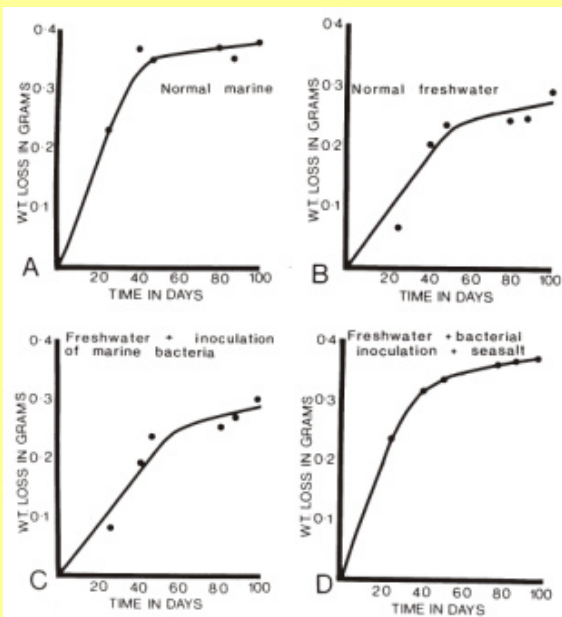 0·4
0·3
0·2
0·1
WT. LOSS IN GRAMS
Normal marine
A
20 40 60 80 100
TIME IN DAYS
0·4
0·3
0·2
0·1
WT. LOSS IN GRAMS
Normal freshwater
B
20 40 60 80 100
TIME IN DAYS
0·4
0·3
0·2
0·1
WT. LOSS IN GRAMS
Freshwater + inoculation
of marine bacteria
C
20 40 60 80 100
TIME IN DAYS
0·4
0·3
0·2
0·1
WT. LOSS IN GRAMS
Freshwater + bacterial
inoculation + seasalt
D
20 40 60 80 100
TIME IN DAYS